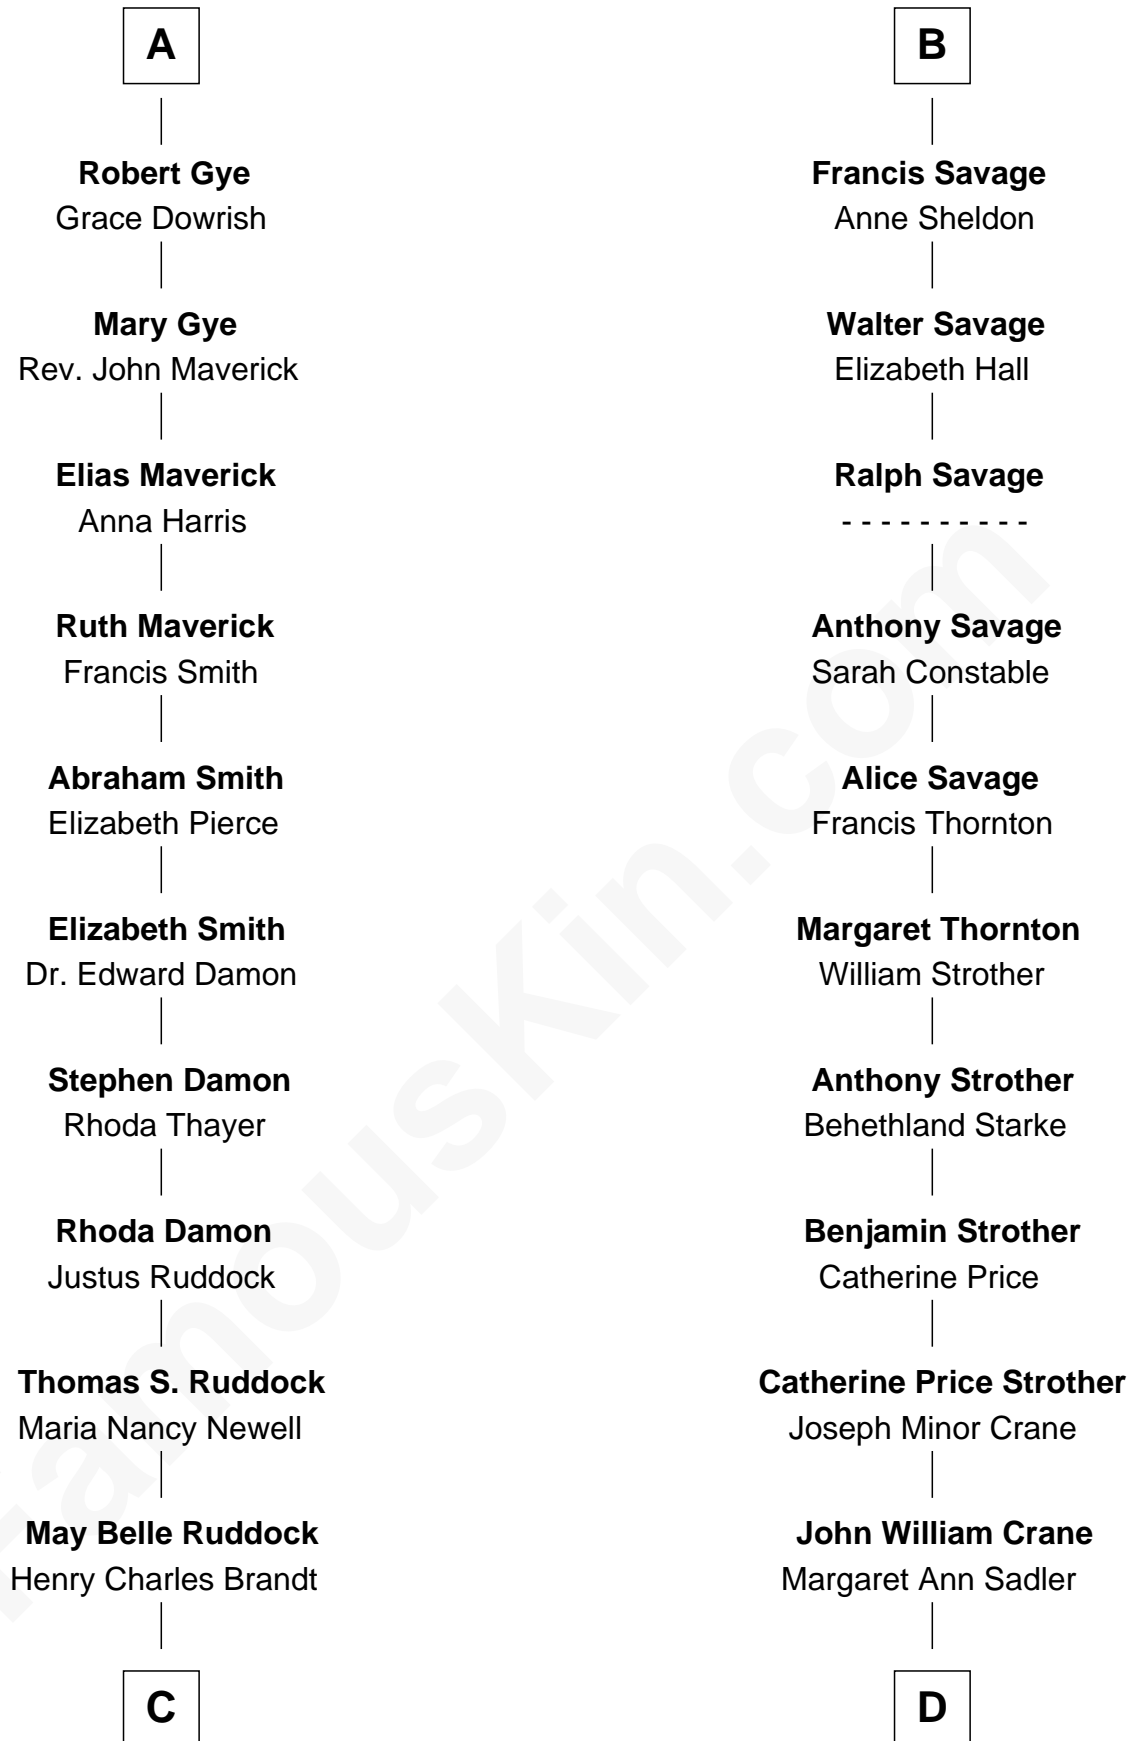 A
Robert Gye
Grace Dowrish
Mary Gye
Rev. John Maverick
Elias Maverick
Anna Harris
Ruth Maverick
Francis Smith
Abraham Smith
Elizabeth Pierce
Elizabeth Smith
Dr. Edward Damon
Stephen Damon
Rhoda Thayer
Rhoda Damon
Justus Ruddock
Thomas S. Ruddock
Maria Nancy Newell
May Belle Ruddock
Henry Charles Brandt
C
B
Francis Savage
Anne Sheldon
Walter Savage
Elizabeth Hall
Ralph Savage
- - - - - - - - - -
Anthony Savage
Sarah Constable
Alice Savage
Francis Thornton
Margaret Thornton
William Strother
Anthony Strother
Behethland Starke
Benjamin Strother
Catherine Price
Catherine Price Strother
Joseph Minor Crane
John William Crane
Margaret Ann Sadler
D
FamousKin.com